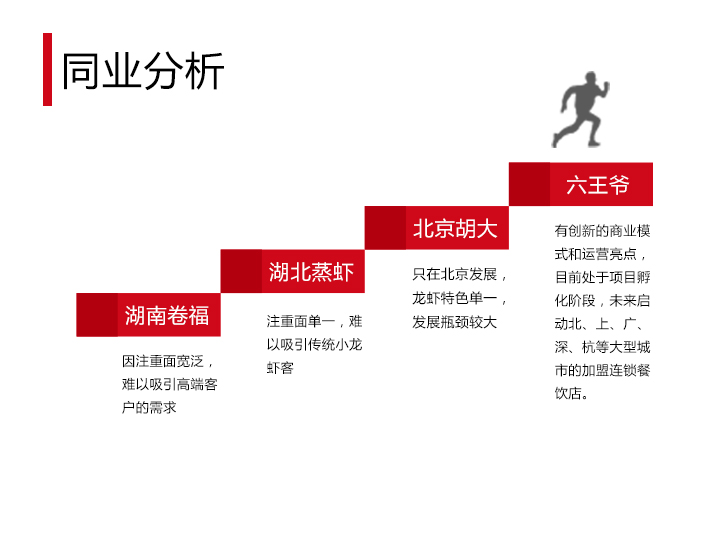 同业分析
六王爷
有创新的商业模
式和运营亮点，
目前处于项目孵
化阶段，未来启
动北、上、广、
深、杭等大型城
市的加盟连锁餐
饮店。
北京胡大
只在北京发展，
龙虾特色单一，
发展瓶颈较大
湖北蒸虾
注重面单一，难
以吸引传统小龙
虾客
湖南卷福
因注重面宽泛，
难以吸引高端客
户的需求